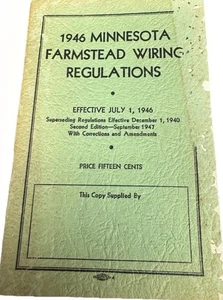 1946 MINNESOTA
FARMSTEAD WIRING
REGULATIONS
EFFECTIVE JULY 1, 1946
Superseding Regulations Effective December 1, 1940
Second Edition—September 1947
With Corrections and Amendments
PRICE FIFTEEN CENTS
This Copy Supplied By